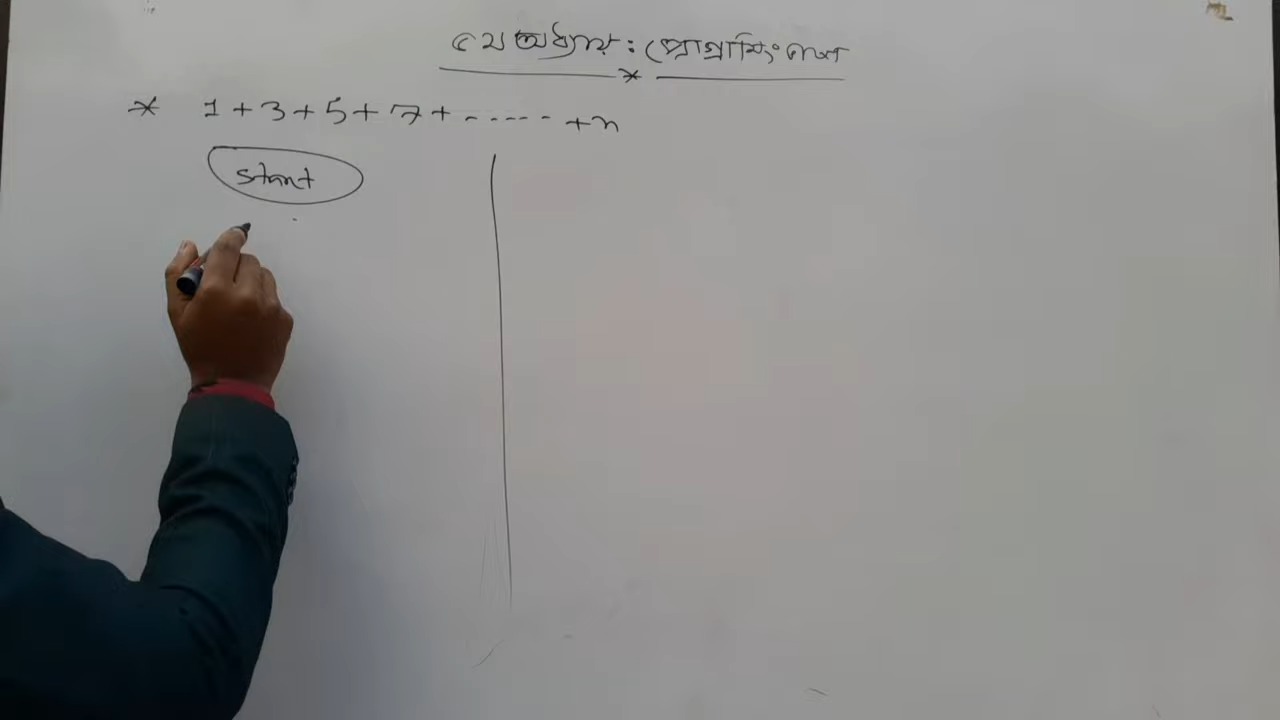 ৫ম অধ্যায় : প্রোগ্রামিং ভাষা
* 1 + 3 + 5 + 7 + ...... + n
start